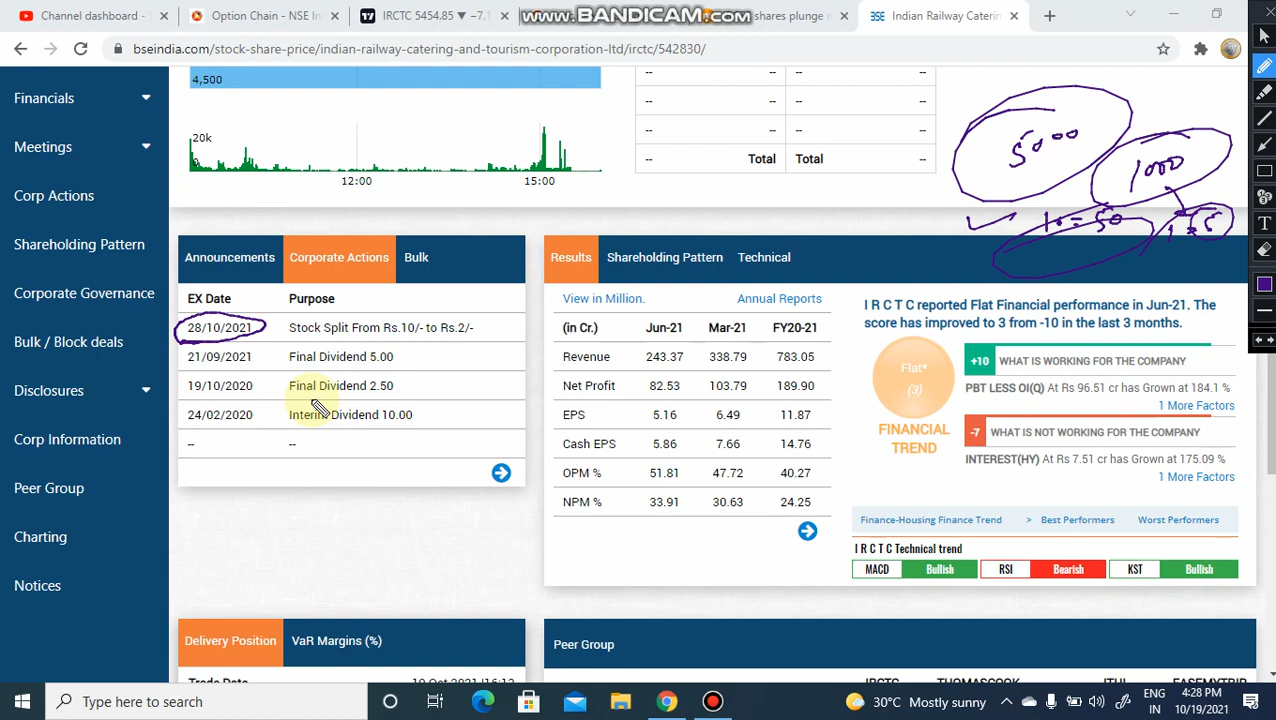 Channel dashboard -
Option Chain - NSE In
IRCTC 5454.85 ▼ −7.1
www.BANDICAM.com
shares plunge
Indian Railway Caterin
bseindia.com/stock-share-price/indian-railway-catering-and-tourism-corporation-ltd/irctc/542830/
Financials
Meetings
Corp Actions
Shareholding Pattern
Corporate Governance
Bulk / Block deals
Disclosures
Corp Information
Peer Group
Charting
Notices
4,500
20k
0
12:00 15:00
-- -- -- --
-- -- -- --
-- -- -- --
-- Total Total --
5000
1000
10 = 50
1 = 5
Announcements Corporate Actions Bulk
EX Date Purpose
28/10/2021 Stock Split From Rs.10/- to Rs.2/-
21/09/2021 Final Dividend 5.00
19/10/2020 Final Dividend 2.50
24/02/2020 Interim Dividend 10.00
-- --
Results Shareholding Pattern Technical
View in Million. Annual Reports
(in Cr.) Jun-21 Mar-21 FY20-21
Revenue 243.37 338.79 783.05
Net Profit 82.53 103.79 189.90
EPS 5.16 6.49 11.87
Cash EPS 5.86 7.66 14.76
OPM % 51.81 47.72 40.27
NPM % 33.91 30.63 24.25
I R C T C reported Flat Financial performance in Jun-21. The
score has improved to 3 from -10 in the last 3 months.
Flat*
(3)
FINANCIAL
TREND
+10 WHAT IS WORKING FOR THE COMPANY
PBT LESS OI(Q) At Rs 96.51 cr has Grown at 184.1 %
1 More Factors
-7 WHAT IS NOT WORKING FOR THE COMPANY
INTEREST(HY) At Rs 7.51 cr has Grown at 175.09 %
1 More Factors
Finance-Housing Finance Trend > Best Performers Worst Performers
I R C T C Technical trend
MACD Bullish RSI Bearish KST Bullish
Delivery Position VaR Margins (%)
Peer Group
Trade Date 19 Oct 2021 |16:13
IRCTC THOMASCOOK ITHL EASEMYTRIP
Type here to search
30°C Mostly sunny
ENG
IN
4:28 PM
10/19/2021